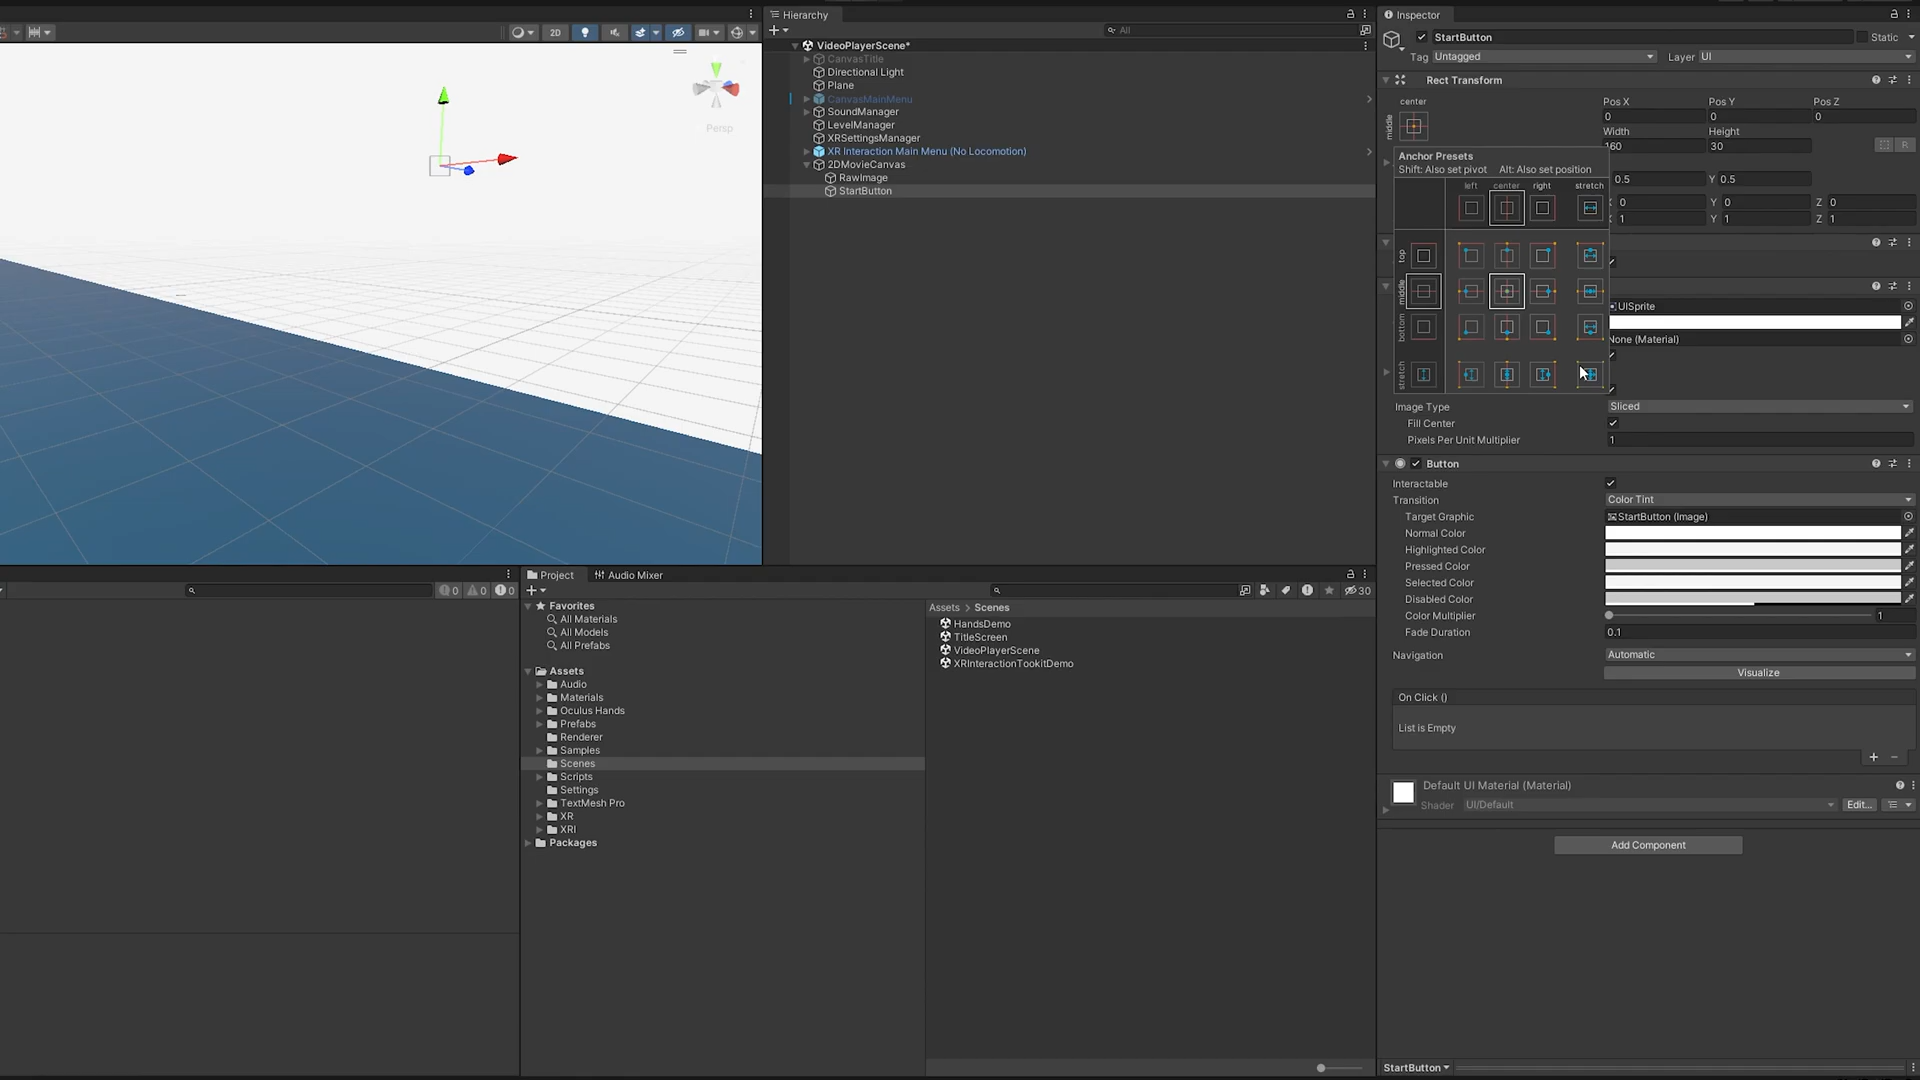 Hierarchy
Inspector
2D
All
StartButton
Static
Tag Untagged
Layer UI
VideoPlayerScene*
CanvasTitle
Directional Light
Plane
CanvasMainMenu
SoundManager
LevelManager
XRSettingsManager
XR Interaction Main Menu (No Locomotion)
2DMovieCanvas
RawImage
StartButton
Persp
Rect Transform
center
middle
Pos X
Pos Y
Pos Z
0
0
0
Width
Height
160
30
Anchor Presets
Shift: Also set pivot Alt: Also set position
left center right stretch
top
middle
bottom
stretch
0.5 Y 0.5
0 Y 0 Z 0
1 Y 1 Z 1
UISprite
None (Material)
Image Type Sliced
Fill Center
Pixels Per Unit Multiplier 1
Button
Interactable
Transition Color Tint
Target Graphic StartButton (Image)
Normal Color
Highlighted Color
Pressed Color
Selected Color
Disabled Color
Color Multiplier 1
Fade Duration 0.1
Navigation Automatic
Visualize
On Click ()
List is Empty
Default UI Material (Material)
Shader UI/Default Edit...
Add Component
StartButton
0 0 0
Project
Audio Mixer
30
Favorites
All Materials
All Models
All Prefabs
Assets
Audio
Materials
Oculus Hands
Prefabs
Renderer
Samples
Scenes
Scripts
Settings
TextMesh Pro
XR
XRI
Packages
Assets > Scenes
HandsDemo
TitleScreen
VideoPlayerScene
XRInteractionTookitDemo